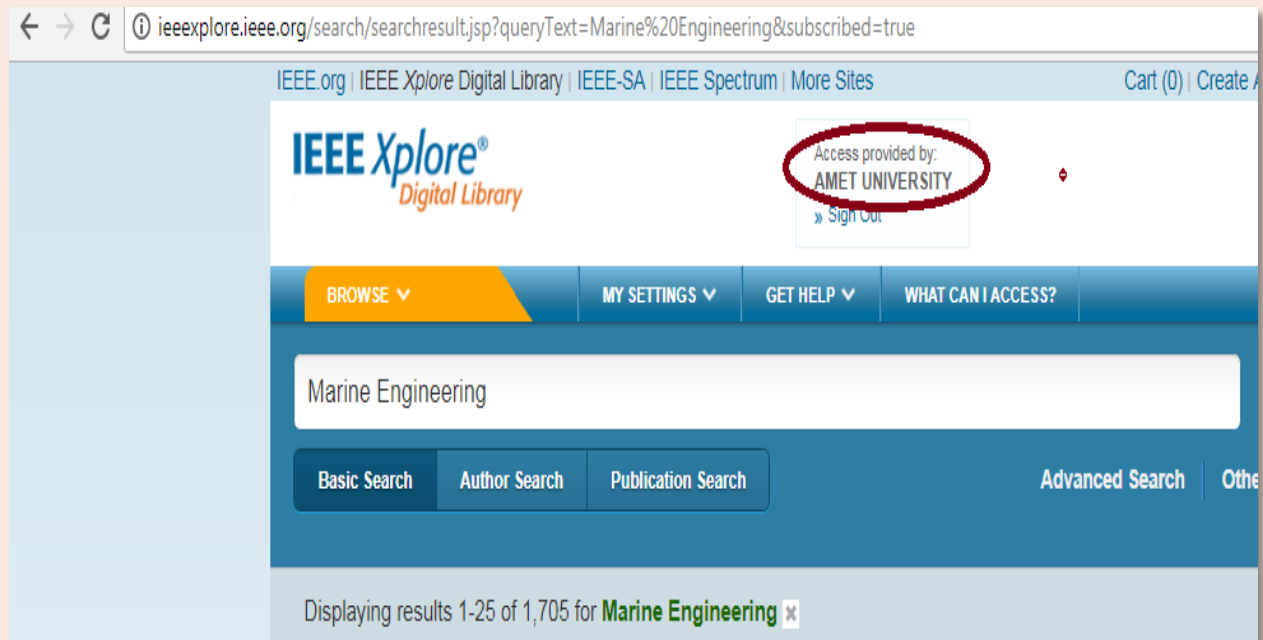 ieeexplore.ieee.org/search/searchresult.jsp?queryText=Marine%20Engineering&subscribed=true
IEEE.org | IEEE Xplore Digital Library | IEEE-SA | IEEE Spectrum | More Sites
Cart (0) | Create
IEEE Xplore®
Digital Library
Access provided by:
AMET UNIVERSITY
» Sign Out
BROWSE
MY SETTINGS
GET HELP
WHAT CAN I ACCESS?
Marine Engineering
Basic Search
Author Search
Publication Search
Advanced Search
Othe
Displaying results 1-25 of 1,705 for Marine Engineering x